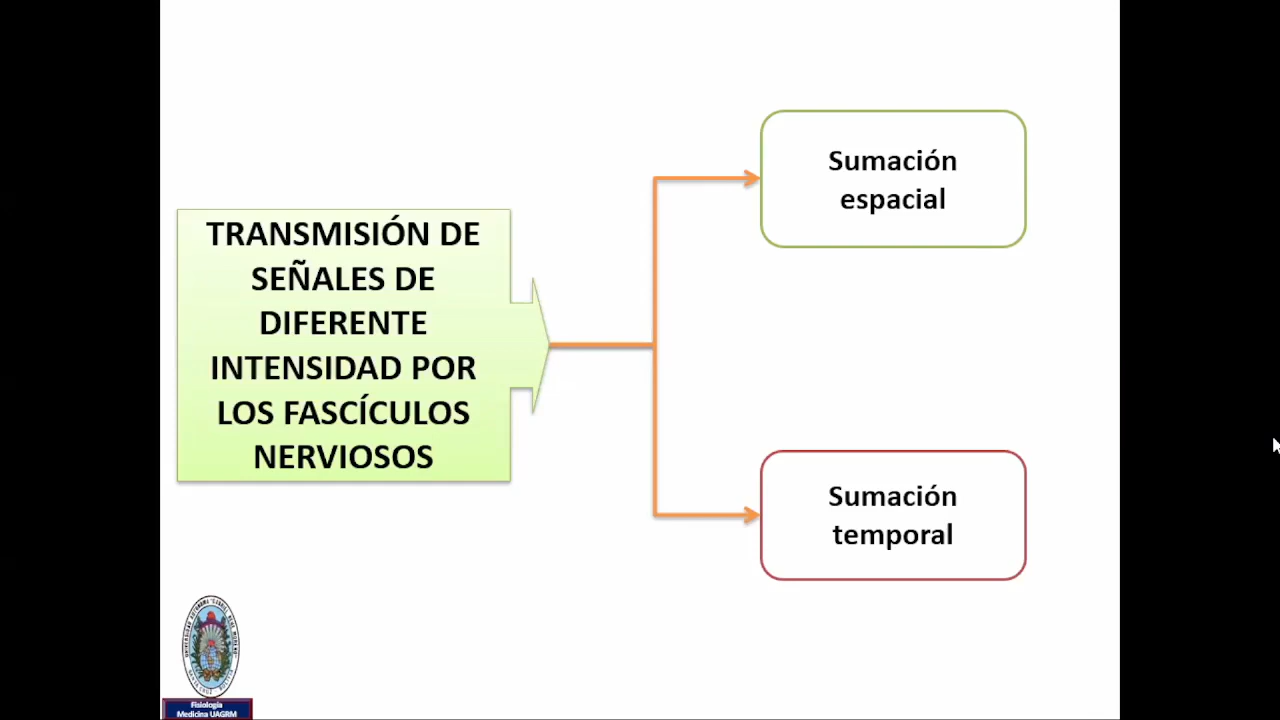 TRANSMISIÓN DE
SEÑALES DE
DIFERENTE
INTENSIDAD POR
LOS FASCÍCULOS
NERVIOSOS
Sumación
espacial
Sumación
temporal
Fisiología
Medicina UAGRM